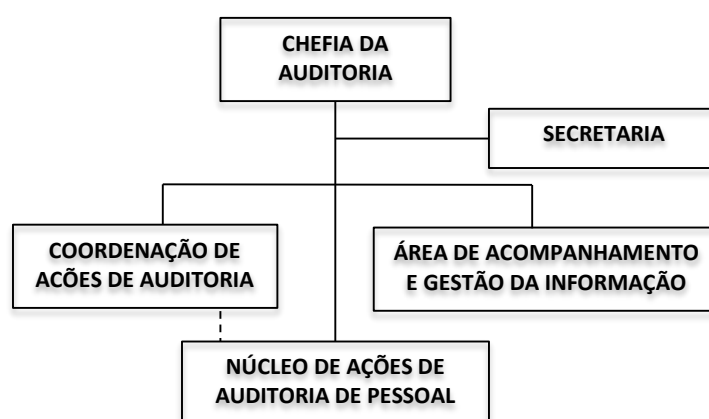 CHEFIA DA
AUDITORIA
SECRETARIA
COORDENAÇÃO DE
ACÕES DE AUDITORIA
ÁREA DE ACOMPANHAMENTO
E GESTÃO DA INFORMAÇÃO
NÚCLEO DE AÇÕES DE
AUDITORIA DE PESSOAL